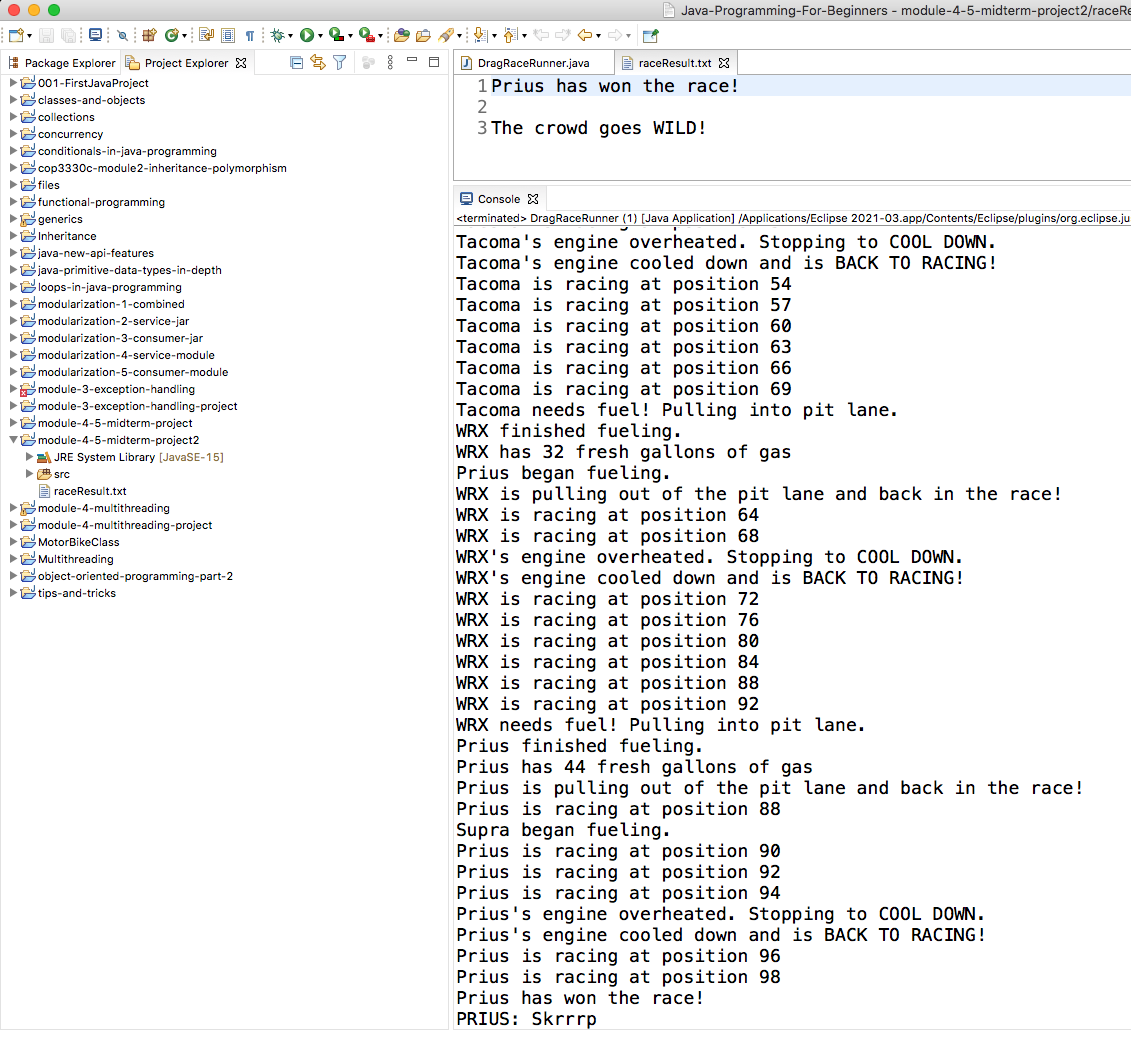 Java-Programming-For-Beginners - module-4-5-midterm-project2/raceRe
Package Explorer
Project Explorer
DragRaceRunner.java
raceResult.txt
001-FirstJavaProject
classes-and-objects
collections
concurrency
conditionals-in-java-programming
cop3330c-module2-inheritance-polymorphism
files
functional-programming
generics
Inheritance
java-new-api-features
java-primitive-data-types-in-depth
loops-in-java-programming
modularization-1-combined
modularization-2-service-jar
modularization-3-consumer-jar
modularization-4-service-module
modularization-5-consumer-module
module-3-exception-handling
module-3-exception-handling-project
module-4-5-midterm-project
module-4-5-midterm-project2
JRE System Library [JavaSE-15]
src
raceResult.txt
module-4-multithreading
module-4-multithreading-project
MotorBikeClass
Multithreading
object-oriented-programming-part-2
tips-and-tricks
1 Prius has won the race!
2
3 The crowd goes WILD!
Console
<terminated> DragRaceRunner (1) [Java Application] /Applications/Eclipse 2021-03.app/Contents/Eclipse/plugins/org.eclipse.ju
Tacoma's engine overheated. Stopping to COOL DOWN.
Tacoma's engine cooled down and is BACK TO RACING!
Tacoma is racing at position 54
Tacoma is racing at position 57
Tacoma is racing at position 60
Tacoma is racing at position 63
Tacoma is racing at position 66
Tacoma is racing at position 69
Tacoma needs fuel! Pulling into pit lane.
WRX finished fueling.
WRX has 32 fresh gallons of gas
Prius began fueling.
WRX is pulling out of the pit lane and back in the race!
WRX is racing at position 64
WRX is racing at position 68
WRX's engine overheated. Stopping to COOL DOWN.
WRX's engine cooled down and is BACK TO RACING!
WRX is racing at position 72
WRX is racing at position 76
WRX is racing at position 80
WRX is racing at position 84
WRX is racing at position 88
WRX is racing at position 92
WRX needs fuel! Pulling into pit lane.
Prius finished fueling.
Prius has 44 fresh gallons of gas
Prius is pulling out of the pit lane and back in the race!
Prius is racing at position 88
Supra began fueling.
Prius is racing at position 90
Prius is racing at position 92
Prius is racing at position 94
Prius's engine overheated. Stopping to COOL DOWN.
Prius's engine cooled down and is BACK TO RACING!
Prius is racing at position 96
Prius is racing at position 98
Prius has won the race!
PRIUS: Skrrrp